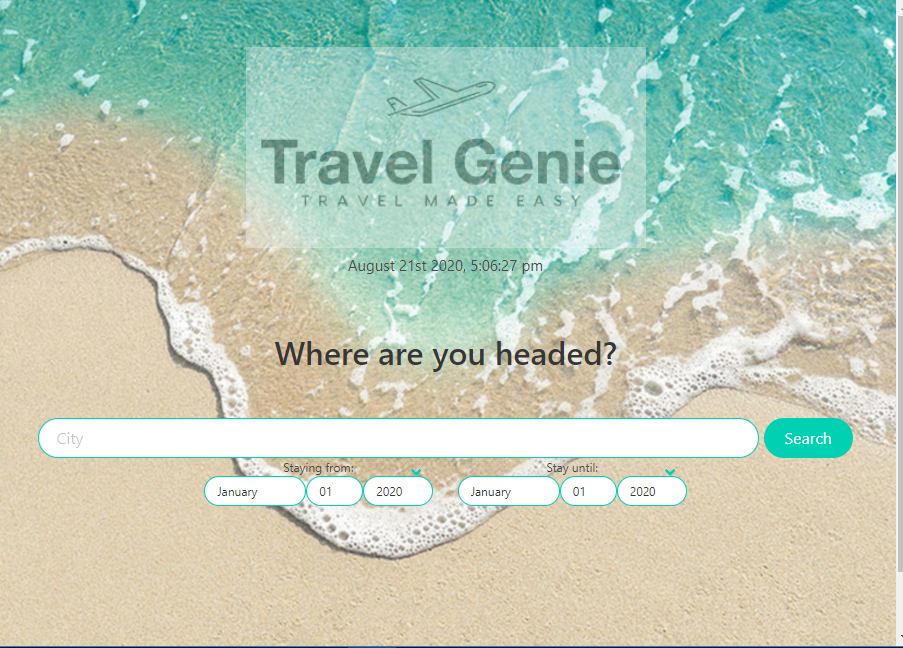 Travel Genie
TRAVEL MADE EASY
August 21st 2020, 5:06:27 pm
Where are you headed?
City
Search
Staying from:
Stay until:
January 01 2020
January 01 2020